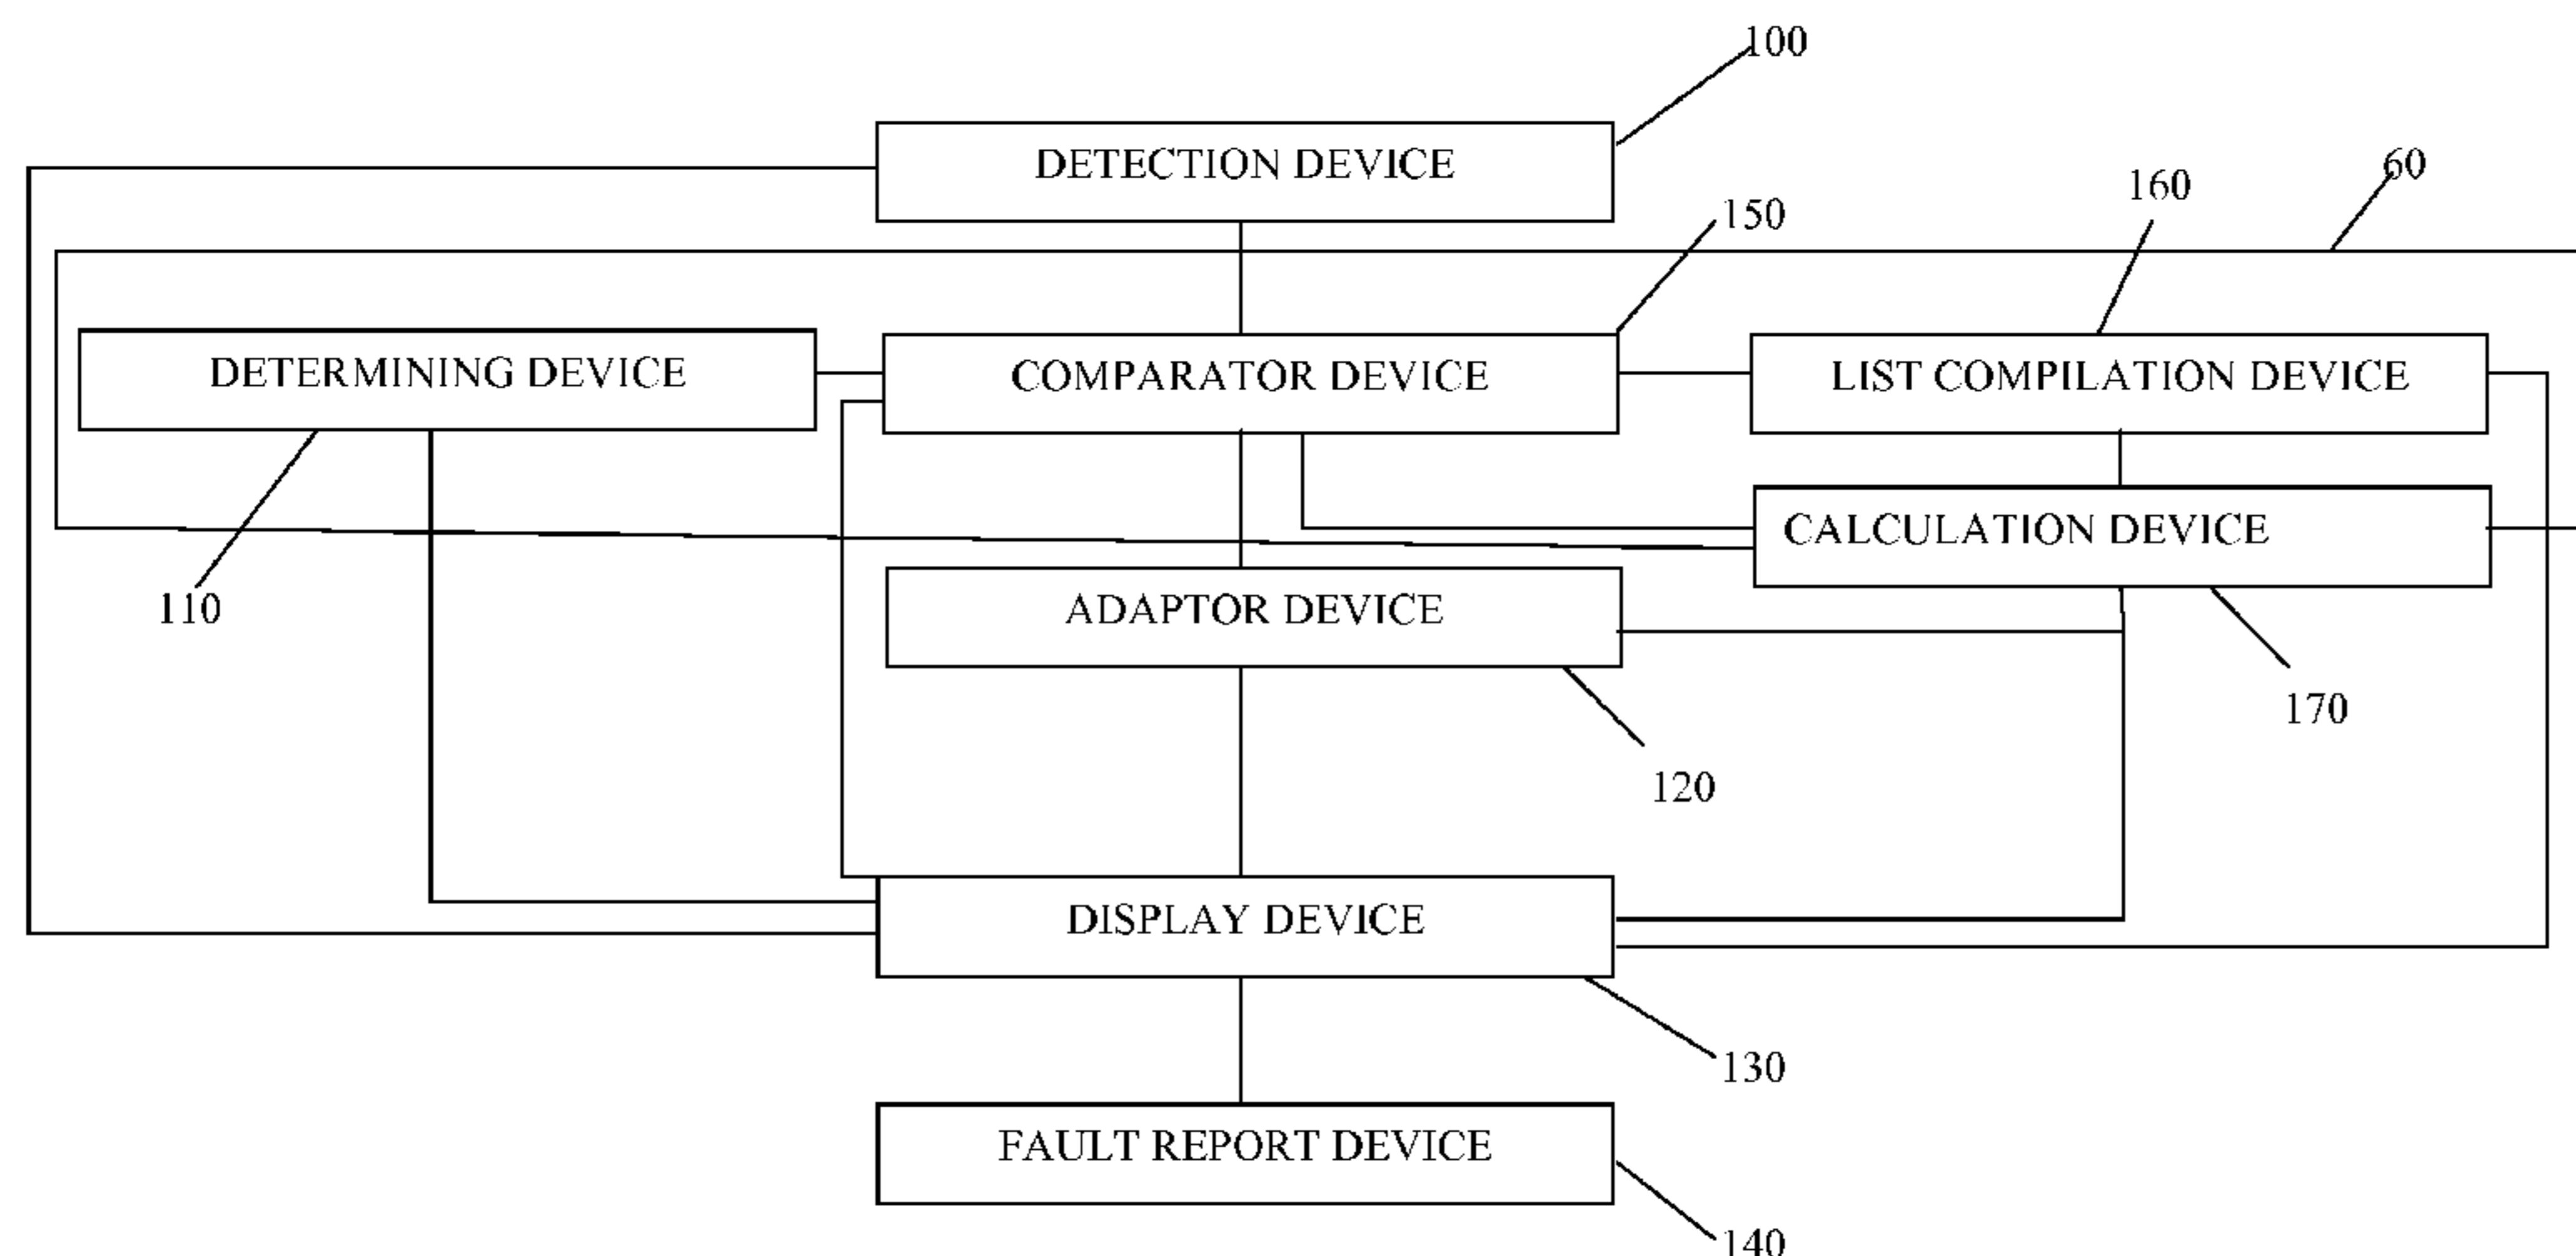 100
DETECTION DEVICE
60
160
150
DETERMINING DEVICE
COMPARATOR DEVICE
LIST COMPILATION DEVICE
CALCULATION DEVICE
110
ADAPTOR DEVICE
170
120
DISPLAY DEVICE
130
FAULT REPORT DEVICE
140